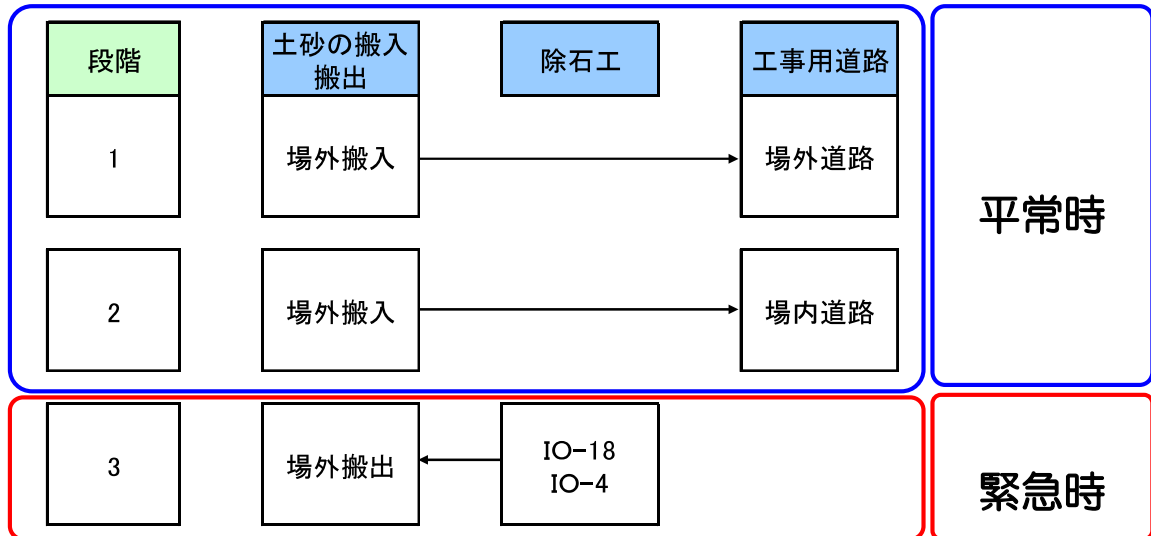 段階
土砂の搬入
搬出
除石工
工事用道路
1
場外搬入
場外道路
平常時
2
場外搬入
場内道路
3
場外搬出
IO-18
IO-4
緊急時